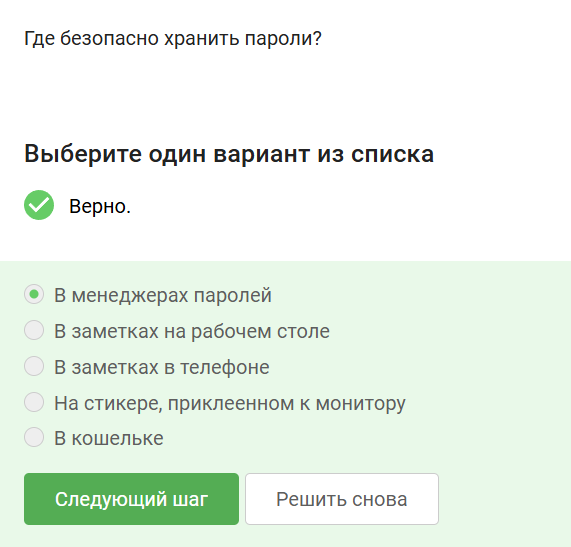 Где безопасно хранить пароли?
Выберите один вариант из списка
Верно.
В менеджерах паролей
В заметках на рабочем столе
В заметках в телефоне
На стикере, приклеенном к монитору
В кошельке
Следующий шаг Решить снова